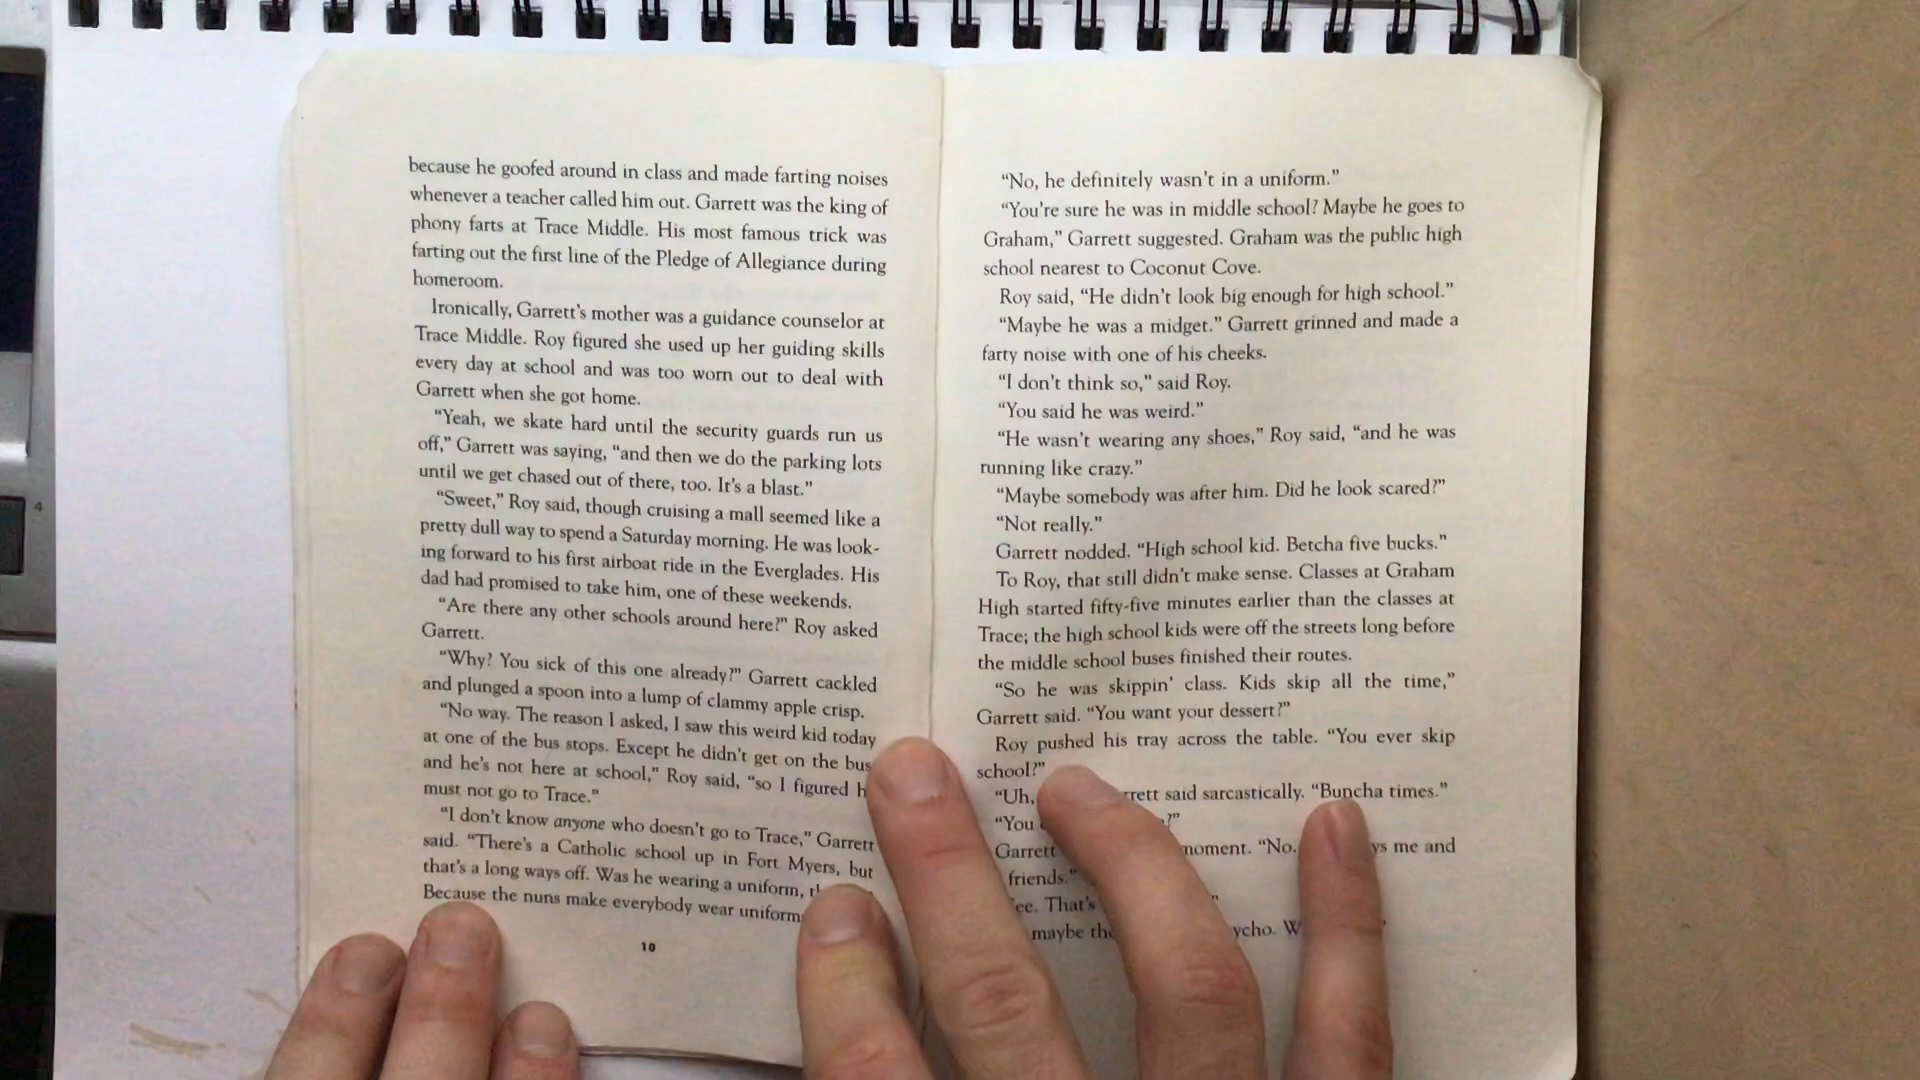 because he goofed around in class and made farting noises
whenever a teacher called him out. Garrett was the king of
phony farts at Trace Middle. His most famous trick was
farting out the first line of the Pledge of Allegiance during
homeroom.
Ironically, Garrett's mother was a guidance counselor at
Trace Middle. Roy figured she used up her guiding skills
every day at school and was too worn out to deal with
Garrett when she got home.
“Yeah, we skate hard until the security guards run us
off,” Garrett was saying, “and then we do the parking lots
until we get chased out of there, too. It's a blast.”
“Sweet,” Roy said, though cruising a mall seemed like a
pretty dull way to spend a Saturday morning. He was look-
ing forward to his first airboat ride in the Everglades. His
dad had promised to take him, one of these weekends.
“Are there any other schools around here?” Roy asked
Garrett.
“Why? You sick of this one already?” Garrett cackled
and plunged a spoon into a lump of clammy apple crisp.
“No way. The reason I asked, I saw this weird kid today
at one of the bus stops. Except he didn't get on the bus
and he's not here at school,” Roy said, “so I figured
must not go to Trace.”
“I don't know anyone who doesn't go to Trace,” Garrett
said. “There's a Catholic school up in Fort Myers, but
that's a long ways off. Was he wearing a uniform,
Because the nuns make everybody wear
10
“No, he definitely wasn't in a uniform.”
“You're sure he was in middle school? Maybe he goes to
Graham,” Garrett suggested. Graham was the public high
school nearest to Coconut Cove.
Roy said, “He didn't look big enough for high school.”
“Maybe he was a midget.” Garrett grinned and made a
farty noise with one of his cheeks.
“I don't think so,” said Roy.
“You said he was weird.”
“He wasn't wearing any shoes,” Roy said, “and he was
running like crazy.”
“Maybe somebody was after him. Did he look scared?”
“Not really.”
Garrett nodded. “High school kid. Betcha five bucks.”
To Roy, that still didn't make sense. Classes at Graham
High started fifty-five minutes earlier than the classes at
Trace; the high school kids were off the streets long before
the middle school buses finished their routes.
“So he was skippin' class. Kids skip all the time,”
Garrett said. “You want your dessert?”
Roy pushed his tray across the table. “You ever skip
school?”
“Uh, said sarcastically. “Buncha times.”
“You
Garrett moment. “No. me and
friends.”
That's
maybe